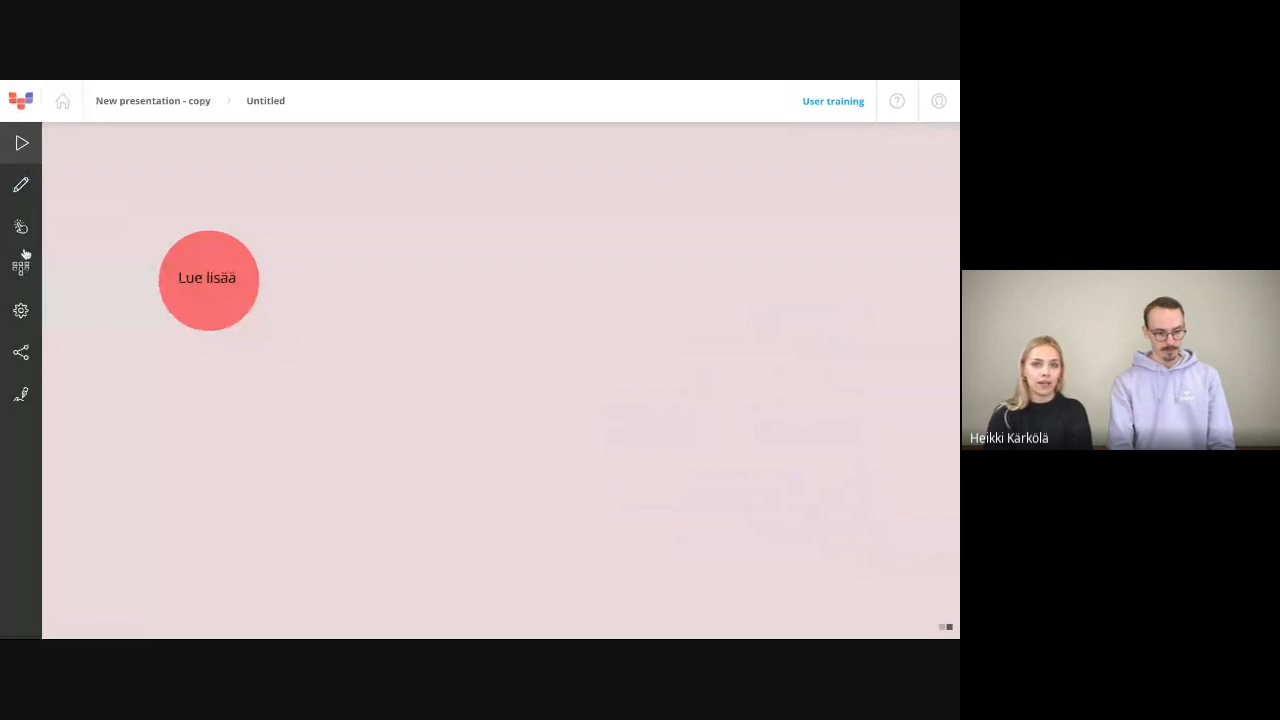 New presentation - copy
Untitled
User training
Lue lisää
Heikki Kärkölä